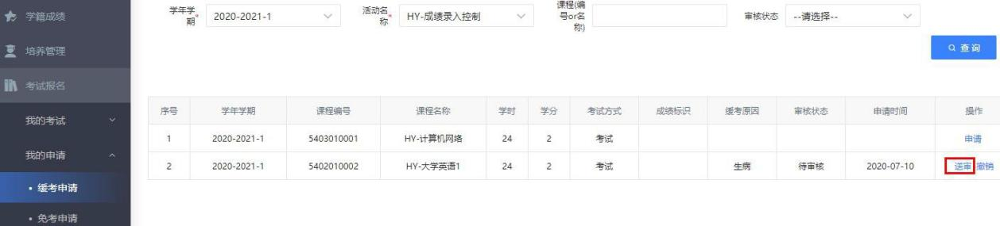 学籍成绩
培养管理
考试报名
我的考试
我的申请
• 缓考申请
• 免考申请
学年学期* 2020-2021-1 活动名称* HY-成绩录入控制 课程(编号or名称) 审核状态 --请选择--
查询
序号 学年学期 课程编号 课程名称 学时 学分 考试方式 成绩标识 缓考原因 审核状态 申请时间 操作
1 2020-2021-1 5403010001 HY-计算机网络 24 2 考试 申请
2 2020-2021-1 5402010002 HY-大学英语1 24 2 考试 生病 待审核 2020-07-10 送审 撤销